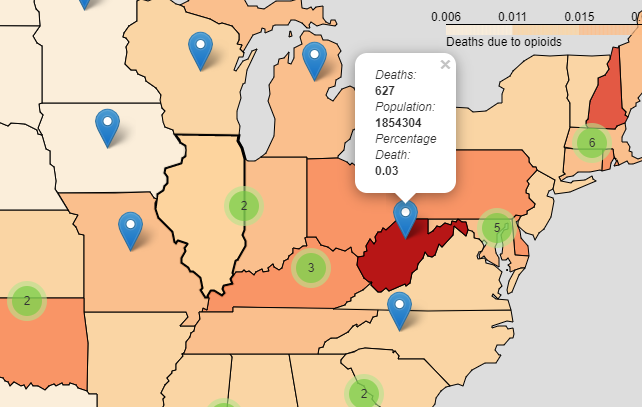 0.006 0.011 0.015
Deaths due to opioids
×
Deaths:
627
Population:
1854304
Percentage
Death:
0.03
6
2
5
3
2
2